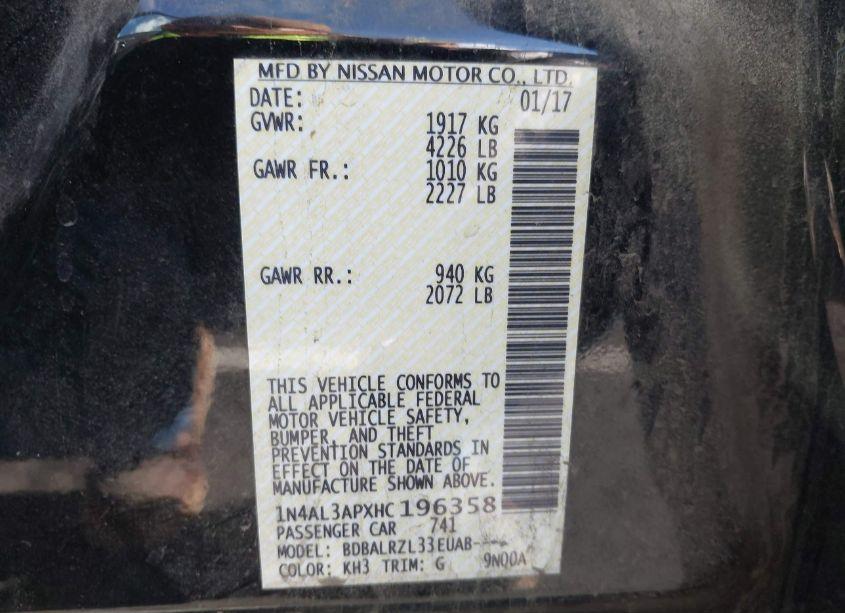 MFD BY NISSAN MOTOR CO., LTD.
DATE: 01/17
GVWR: 1917 KG
4226 LB
GAWR FR.: 1010 KG
2227 LB
GAWR RR.: 940 KG
2072 LB
THIS VEHICLE CONFORMS TO
ALL APPLICABLE FEDERAL
MOTOR VEHICLE SAFETY,
BUMPER, AND THEFT
PREVENTION STANDARDS IN
EFFECT ON THE DATE OF
MANUFACTURE SHOWN ABOVE.
1N4AL3APXHC196358
PASSENGER CAR 741
MODEL: BDBALRZL33EUAB----
COLOR: KH3 TRIM: G 9NQ0A